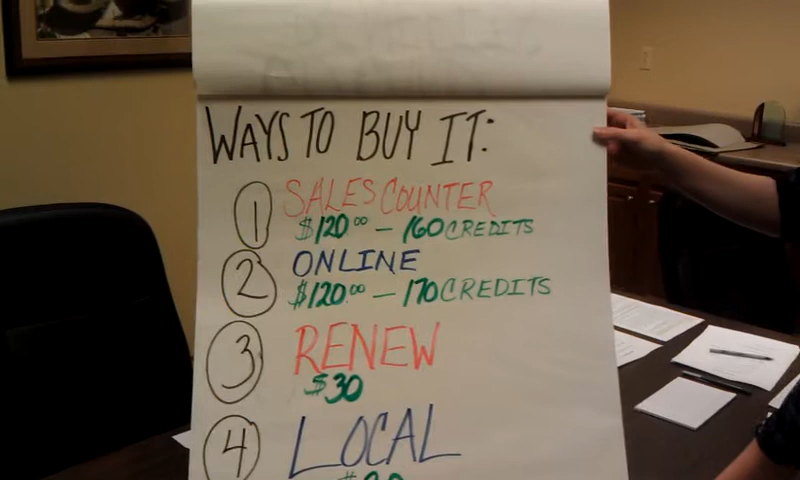 WAYS TO BUY IT:
1 SALES COUNTER
$120.00 - 160 CREDITS
2 ONLINE
$120.00 - 170 CREDITS
3 RENEW
$30
4 LOCAL